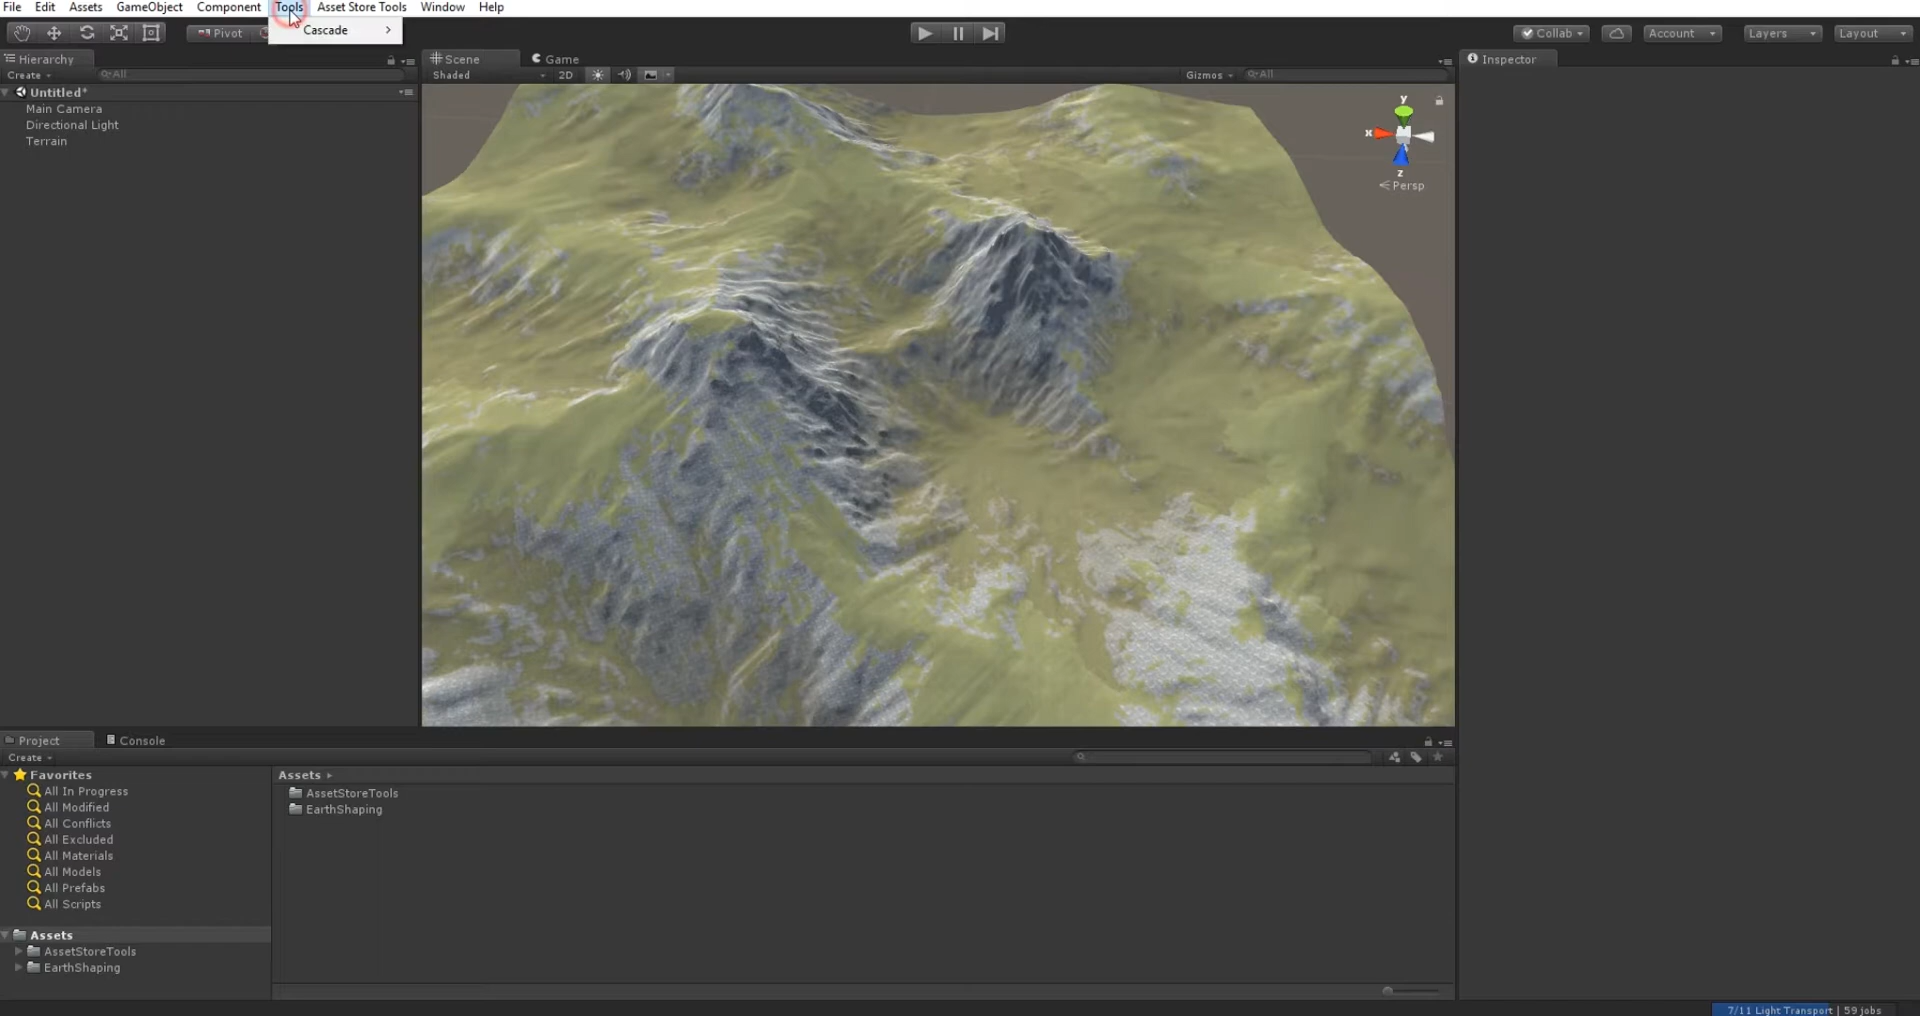 File Edit Assets GameObject Component Tools Asset Store Tools Window Help
Cascade
Pivot
Collab Account Layers Layout
Hierarchy
Create All
Untitled*
Main Camera
Directional Light
Terrain
Scene Game
Shaded 2D Gizmos All
y
x
z
Persp
Inspector
Project Console
Create
Favorites
All In Progress
All Modified
All Conflicts
All Excluded
All Materials
All Models
All Prefabs
All Scripts
Assets
AssetStoreTools
EarthShaping
Assets
AssetStoreTools
EarthShaping
7/11 Light Transport | 59 jobs